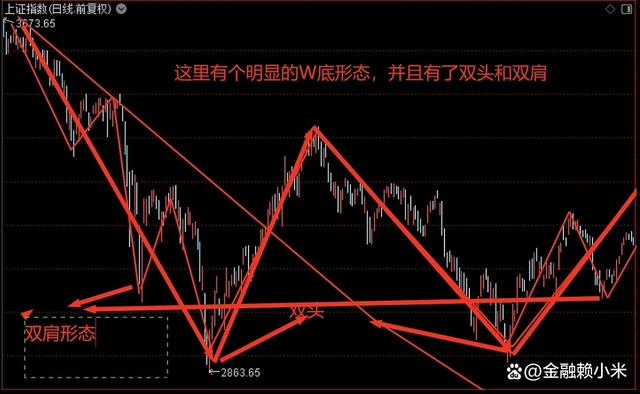 上证指数(日线.前复权)
3673.65
这里有个明显的W底形态，并且有了双头和双肩
双头
双肩形态
2863.65
金融赖小米